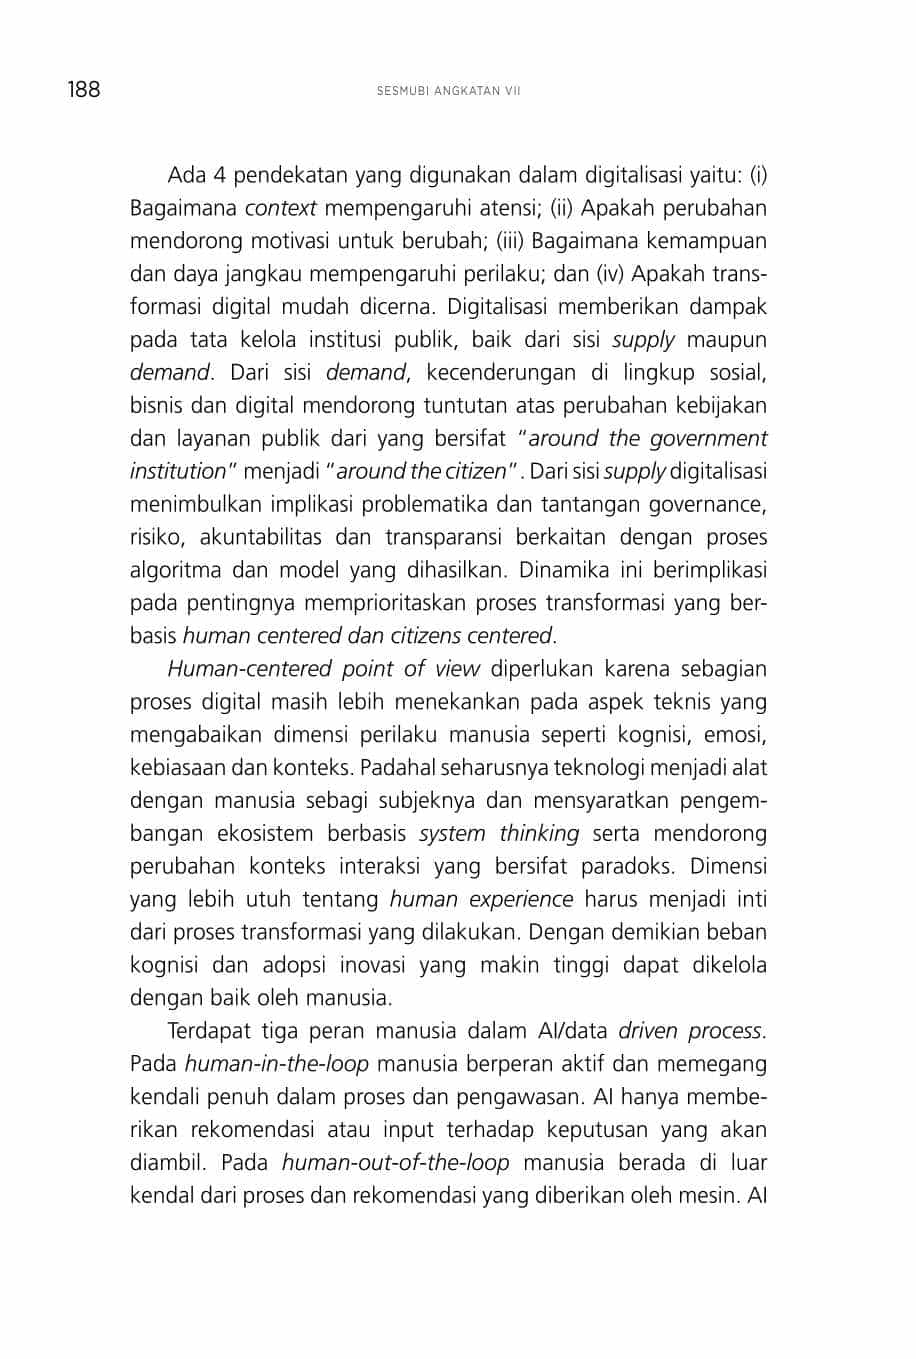 188
SESMUBI ANGKATAN VII
Ada 4 pendekatan yang digunakan dalam digitalisasi yaitu: (i)
Bagaimana context mempengaruhi atensi; (ii) Apakah perubahan
mendorong motivasi untuk berubah; (iii) Bagaimana kemampuan
dan daya jangkau mempengaruhi perilaku; dan (iv) Apakah trans-
formasi digital mudah dicerna. Digitalisasi memberikan dampak
pada tata kelola institusi publik, baik dari sisi supply maupun
demand. Dari sisi demand, kecenderungan di lingkup sosial,
bisnis dan digital mendorong tuntutan atas perubahan kebijakan
dan layanan publik dari yang bersifat “around the government
institution” menjadi “around the citizen”. Dari sisi supply digitalisasi
menimbulkan implikasi problematika dan tantangan governance,
risiko, akuntabilitas dan transparansi berkaitan dengan proses
algoritma dan model yang dihasilkan. Dinamika ini berimplikasi
pada pentingnya memprioritaskan proses transformasi yang ber-
basis human centered dan citizens centered.
Human-centered point of view diperlukan karena sebagian
proses digital masih lebih menekankan pada aspek teknis yang
mengabaikan dimensi perilaku manusia seperti kognisi, emosi,
kebiasaan dan konteks. Padahal seharusnya teknologi menjadi alat
dengan manusia sebagi subjeknya dan mensyaratkan pengem-
bangan ekosistem berbasis system thinking serta mendorong
perubahan konteks interaksi yang bersifat paradoks. Dimensi
yang lebih utuh tentang human experience harus menjadi inti
dari proses transformasi yang dilakukan. Dengan demikian beban
kognisi dan adopsi inovasi yang makin tinggi dapat dikelola
dengan baik oleh manusia.
Terdapat tiga peran manusia dalam AI/data driven process.
Pada human-in-the-loop manusia berperan aktif dan memegang
kendali penuh dalam proses dan pengawasan. AI hanya membe-
rikan rekomendasi atau input terhadap keputusan yang akan
diambil. Pada human-out-of-the-loop manusia berada di luar
kendal dari proses dan rekomendasi yang diberikan oleh mesin. AI